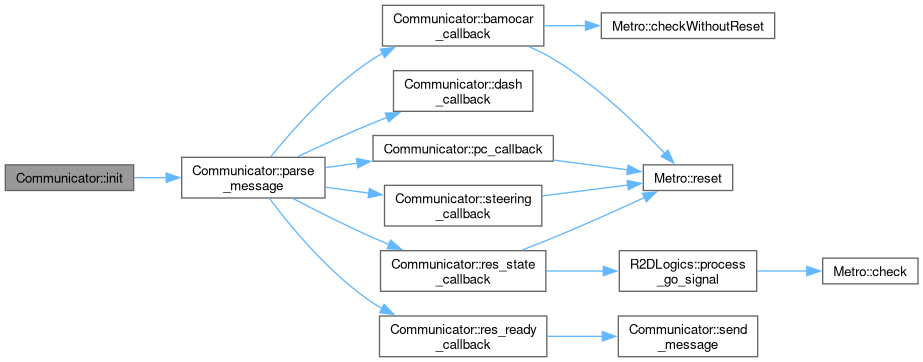 Communicator::init
Communicator::parse
_message
Communicator::bamocar
_callback
Communicator::dash
_callback
Communicator::pc_callback
Communicator::steering
_callback
Communicator::res_state
_callback
Communicator::res_ready
_callback
Metro::checkWithoutReset
Metro::reset
R2DLogics::process
_go_signal
Communicator::send
_message
Metro::check